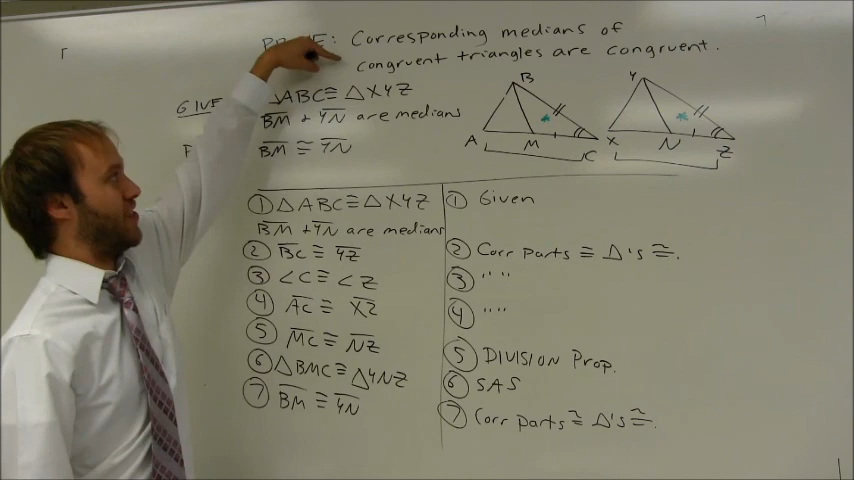 Corresponding medians of
congruent triangles are congruent.
GIVE
ABC ≅ △XYZ
BM + YN are medians
BM ≅ YN
B
A
M
C
Y
X
N
Z
① △ABC ≅ △XYZ
BM + YN are medians
① Given
② BC ≅ YZ
② Corr parts ≅ △'s ≅.
③ ∠C ≅ ∠Z
③ " "
④ AC ≅ XZ
④ " "
⑤ MC ≅ NZ
⑤ DIVISION Prop.
⑥ △BMC ≅ △YNZ
⑥ SAS
⑦ BM ≅ YN
⑦ Corr parts ≅ △'s ≅.